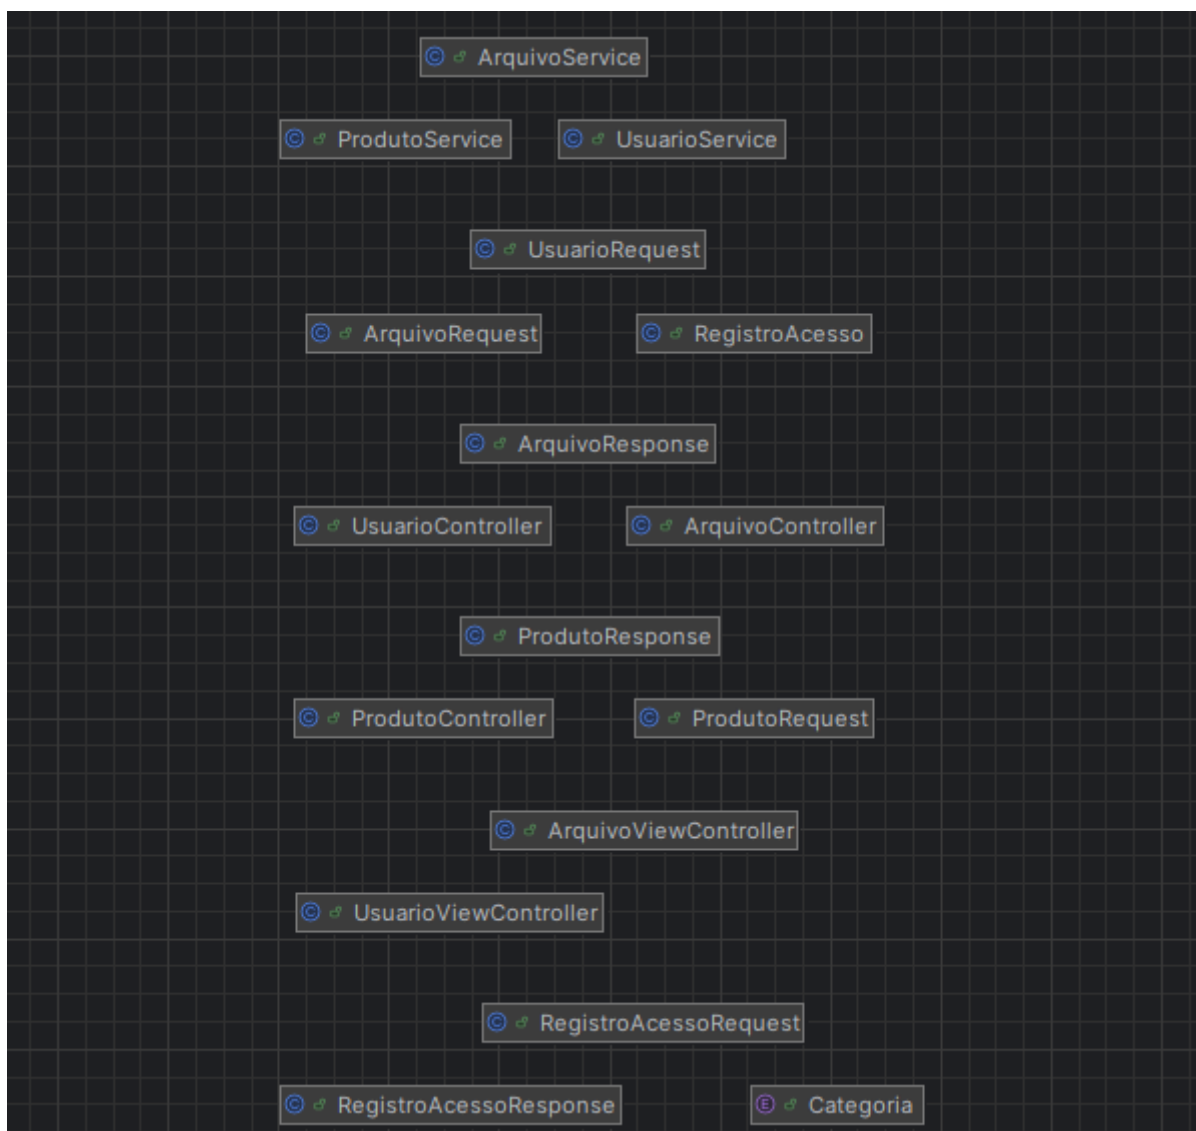 ArquivoService
ProdutoService UsuarioService
UsuarioRequest
ArquivoRequest RegistroAcesso
ArquivoResponse
UsuarioController ArquivoController
ProdutoResponse
ProdutoController ProdutoRequest
ArquivoViewController
UsuarioViewController
RegistroAcessoRequest
RegistroAcessoResponse Categoria